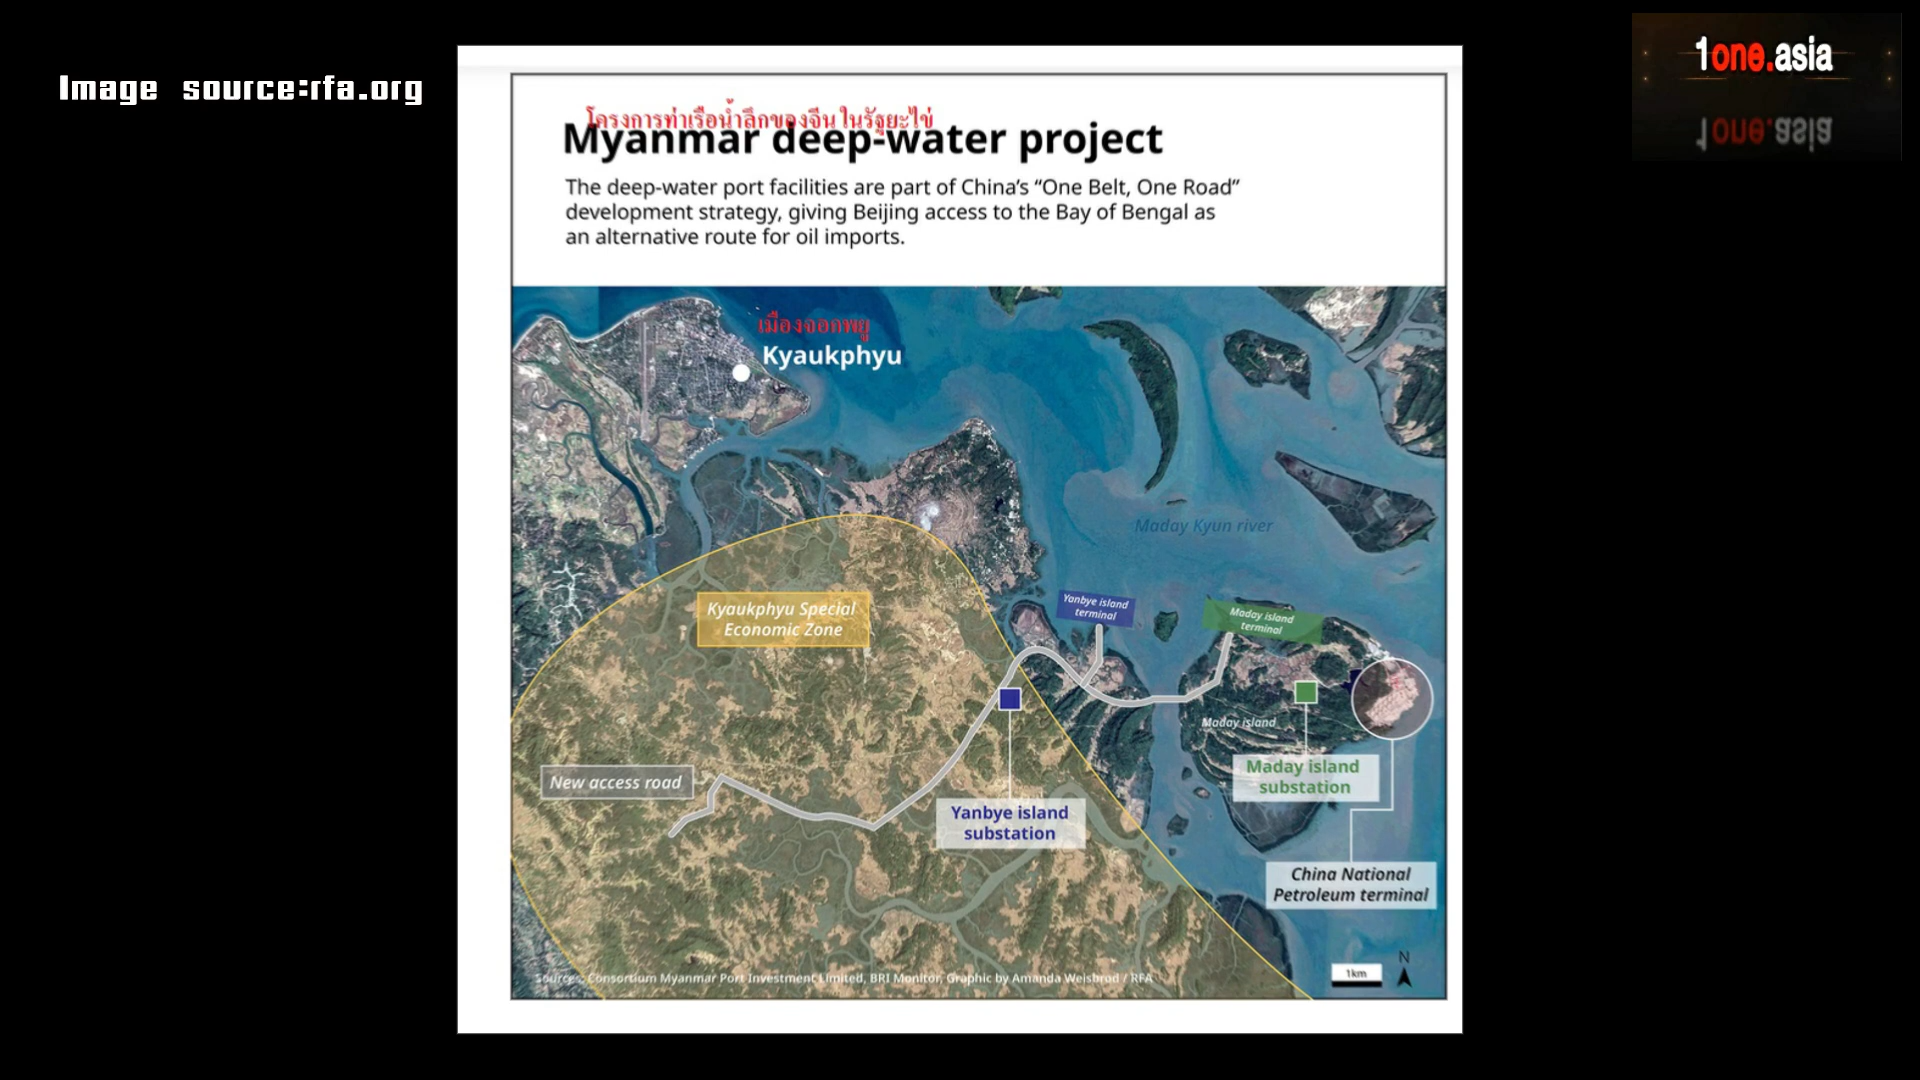 Image source:rfa.org
1one.asia
โครงการท่าเรือน้ำลึกของจีนในรัฐยะไข่
Myanmar deep-water project
The deep-water port facilities are part of China’s “One Belt, One Road”
development strategy, giving Beijing access to the Bay of Bengal as
an alternative route for oil imports.
เมืองจอกพยู
Kyaukphyu
Maday Kyun river
Kyaukphyu Special
Economic Zone
Yanbye island
terminal
Maday island
terminal
Maday island
New access road
Maday island
substation
Yanbye island
substation
China National
Petroleum terminal
Sources: Consortium Myanmar Port Investment Limited, BRI Monitor, Graphic by Amanda Weisbrod / RFA
N
1km